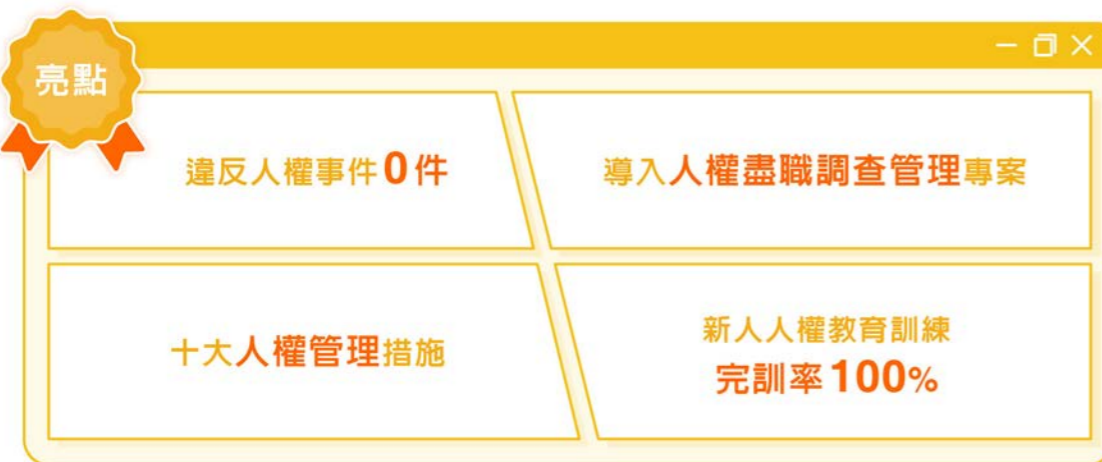 亮點
違反人權事件0件
導入人權盡職調查管理專案
十大人權管理措施
新人人權教育訓練
完訓率100%